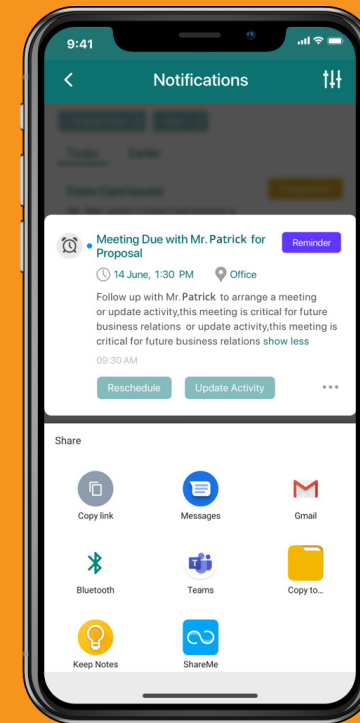 9:41
Notifications
Today Earlier
Meeting Due with Mr. Patrick for
Proposal
Reminder
14 June, 1:30 PM Office
Follow up with Mr. Patrick to arrange a meeting
or update activity,this meeting is critical for future
business relations or update activity,this meeting is
critical for future business relations show less
09:30 AM
Reschedule Update Activity
Share
Copy link Messages Gmail
Bluetooth Teams Copy to...
Keep Notes ShareMe